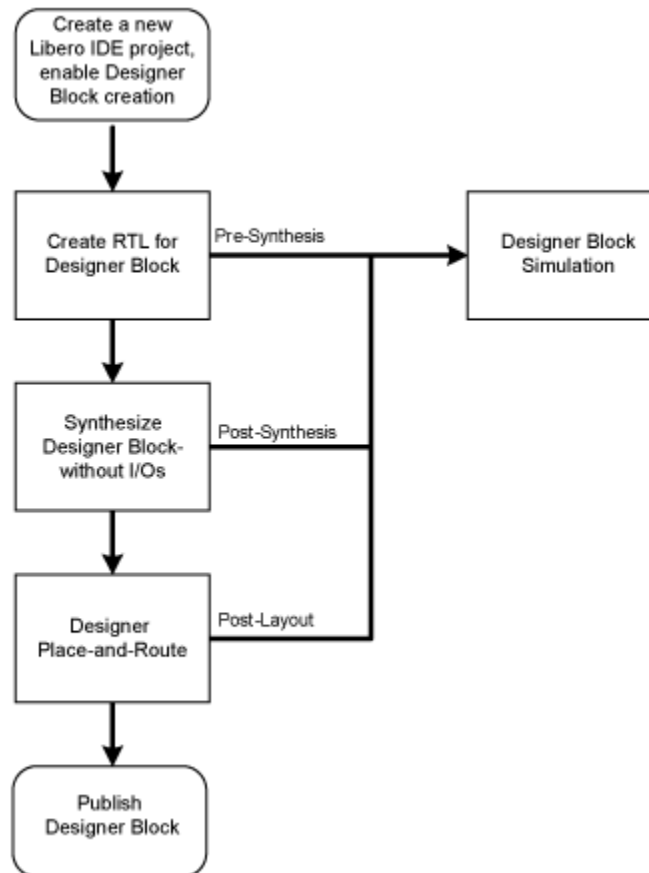 Create a new
Libero IDE project,
enable Designer
Block creation
Create RTL for
Designer Block
Pre-Synthesis
Designer Block
Simulation
Synthesize
Designer Block-
without I/Os
Post-Synthesis
Designer
Place-and-Route
Post-Layout
Publish
Designer Block